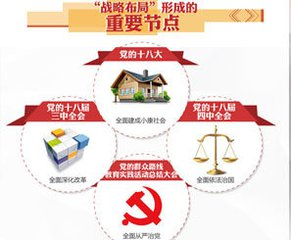 “战略布局”形成的
重要节点
党的十八大
全面建成小康社会
党的十八届
三中全会
全面深化改革
党的十八届
四中全会
全面依法治国
党的群众路线
教育实践活动总结大会
全面从严治党